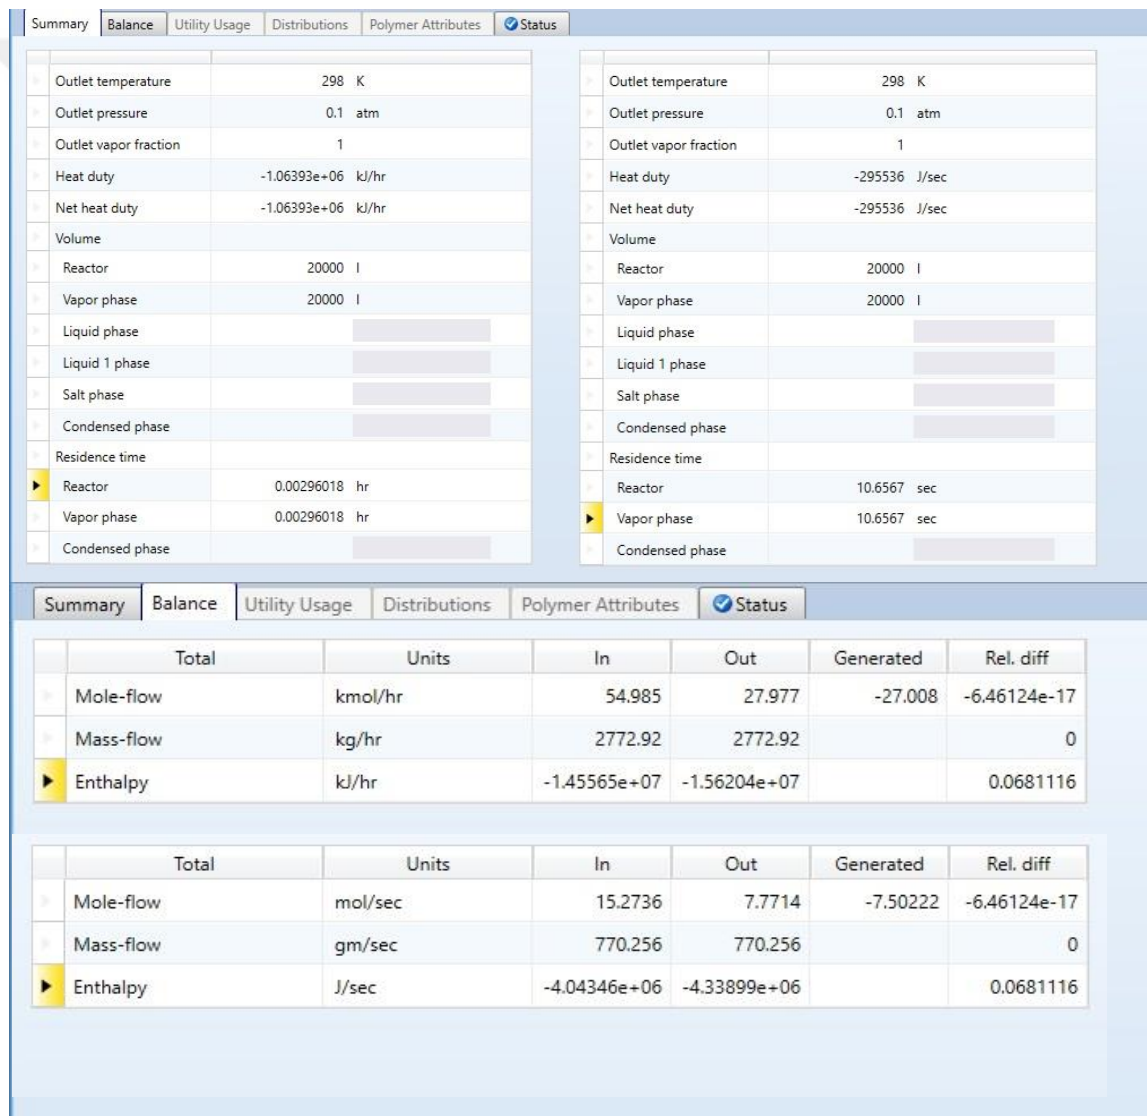 Summary Balance Utility Usage Distributions Polymer Attributes Status
Outlet temperature 298 K
Outlet pressure 0.1 atm
Outlet vapor fraction 1
Heat duty -1.06393e+06 kJ/hr
Net heat duty -1.06393e+06 kJ/hr
Volume
Reactor 20000 l
Vapor phase 20000 l
Liquid phase
Liquid 1 phase
Salt phase
Condensed phase
Residence time
Reactor 0.00296018 hr
Vapor phase 0.00296018 hr
Condensed phase
Outlet temperature 298 K
Outlet pressure 0.1 atm
Outlet vapor fraction 1
Heat duty -295536 J/sec
Net heat duty -295536 J/sec
Volume
Reactor 20000 l
Vapor phase 20000 l
Liquid phase
Liquid 1 phase
Salt phase
Condensed phase
Residence time
Reactor 10.6567 sec
Vapor phase 10.6567 sec
Condensed phase
Summary Balance Utility Usage Distributions Polymer Attributes Status
Total Units In Out Generated Rel. diff
Mole-flow kmol/hr 54.985 27.977 -27.008 -6.46124e-17
Mass-flow kg/hr 2772.92 2772.92 0
Enthalpy kJ/hr -1.45565e+07 -1.56204e+07 0.0681116
Total Units In Out Generated Rel. diff
Mole-flow mol/sec 15.2736 7.7714 -7.50222 -6.46124e-17
Mass-flow gm/sec 770.256 770.256 0
Enthalpy J/sec -4.04346e+06 -4.33899e+06 0.0681116